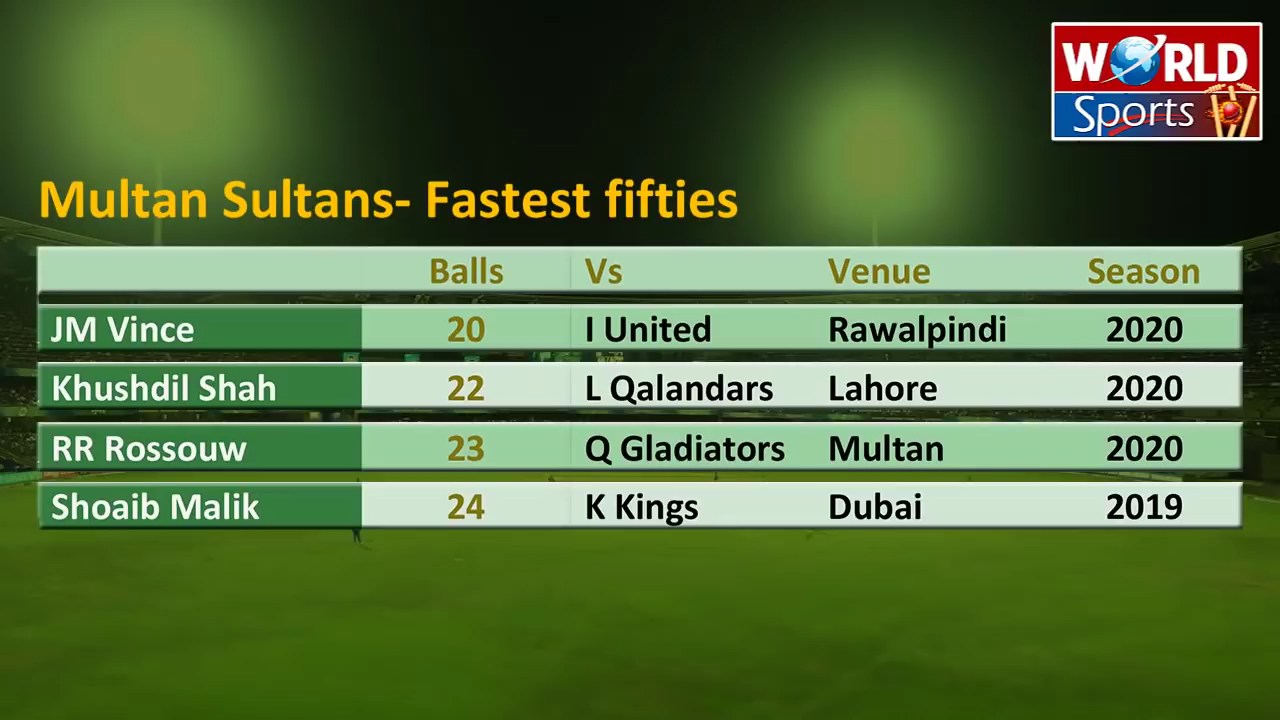 WORLD
Sports
Multan Sultans- Fastest fifties
Balls Vs Venue Season
JM Vince 20 I United Rawalpindi 2020
Khushdil Shah 22 L Qalandars Lahore 2020
RR Rossouw 23 Q Gladiators Multan 2020
Shoaib Malik 24 K Kings Dubai 2019